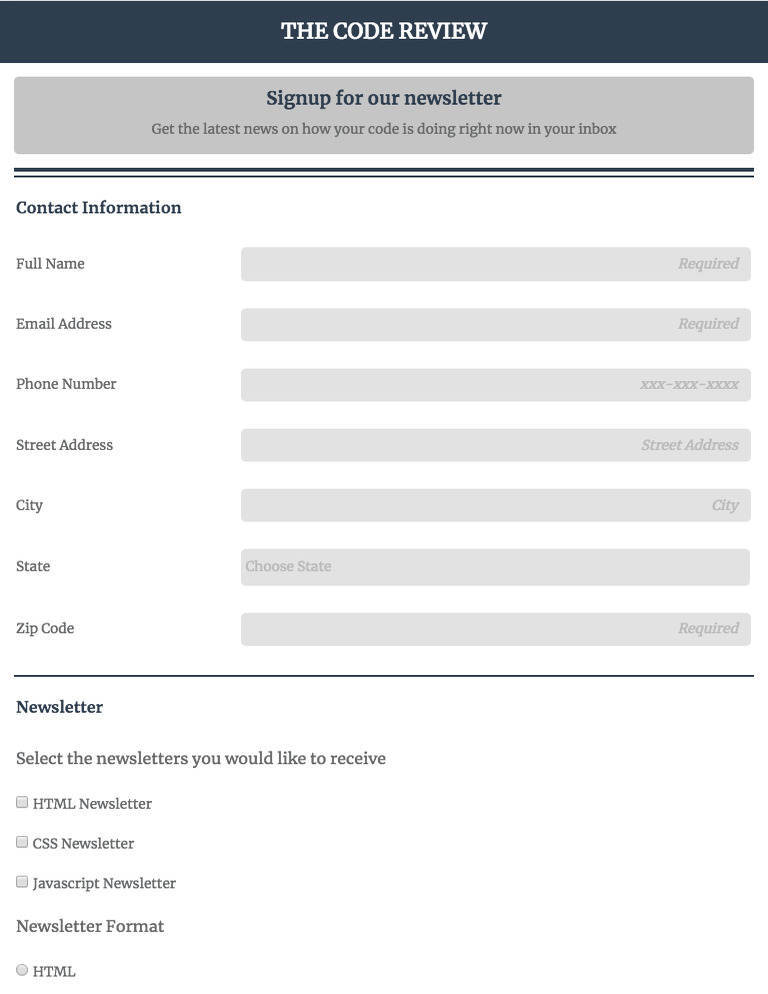 THE CODE REVIEW
Signup for our newsletter
Get the latest news on how your code is doing right now in your inbox
Contact Information
Full Name Required
Email Address Required
Phone Number xxx-xxx-xxxx
Street Address Street Address
City City
State Choose State
Zip Code Required
Newsletter
Select the newsletters you would like to receive
HTML Newsletter
CSS Newsletter
Javascript Newsletter
Newsletter Format
HTML